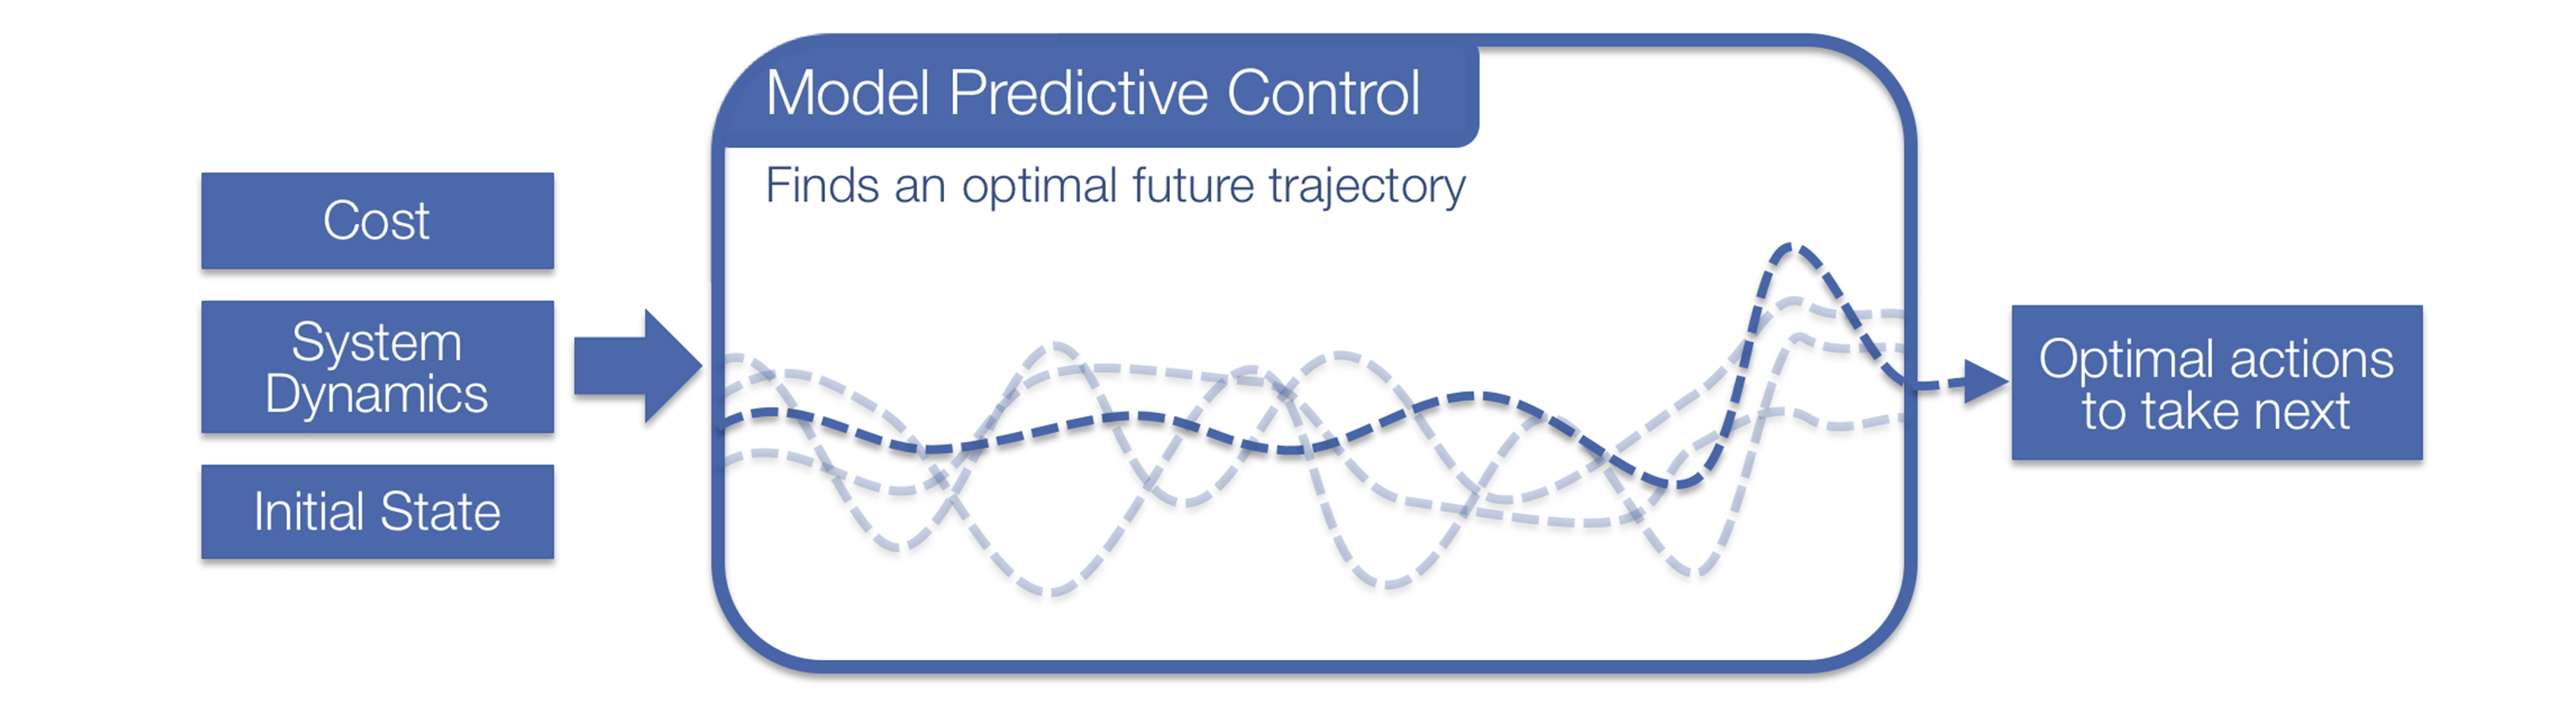 Model Predictive Control
Finds an optimal future trajectory
Cost
System
Dynamics
Initial State
Optimal actions
to take next